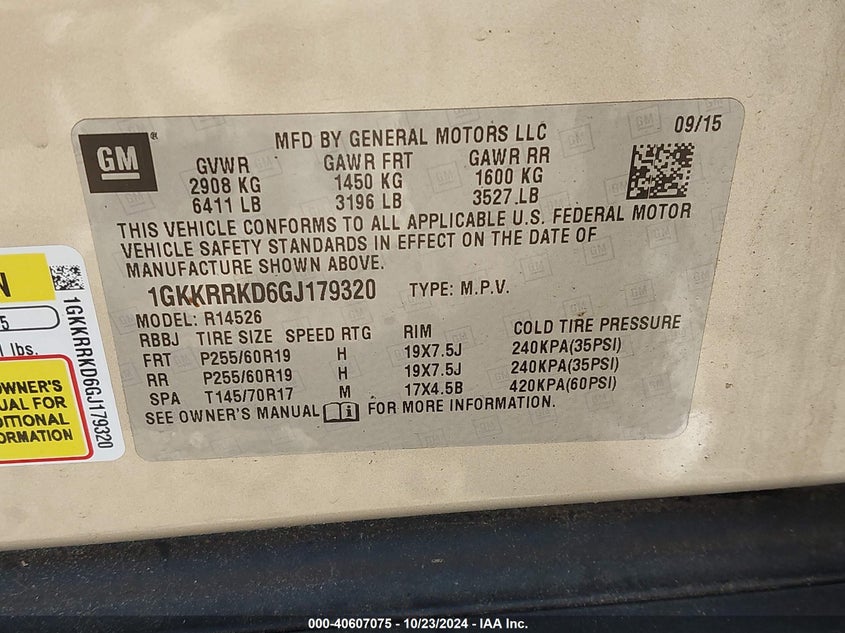 GM
MFD BY GENERAL MOTORS LLC
09/15
GVWR GAWR FRT GAWR RR
2908 KG 1450 KG 1600 KG
6411 LB 3196 LB 3527 LB
THIS VEHICLE CONFORMS TO ALL APPLICABLE U.S. FEDERAL MOTOR
VEHICLE SAFETY STANDARDS IN EFFECT ON THE DATE OF
MANUFACTURE SHOWN ABOVE.
1GKKRRKD6GJ179320 TYPE: M.P.V.
MODEL: R14526
RBBJ TIRE SIZE SPEED RTG RIM COLD TIRE PRESSURE
FRT P255/60R19 H 19X7.5J 240KPA(35PSI)
RR P255/60R19 H 19X7.5J 240KPA(35PSI)
SPA T145/70R17 M 17X4.5B 420KPA(60PSI)
SEE OWNER'S MANUAL FOR MORE INFORMATION.
N
5
lbs.
OWNER'S
UAL FOR
DITIONAL
ORMATION
1GKKRRKD6GJ179320
000-40607075 - 10/23/2024 - IAA Inc.